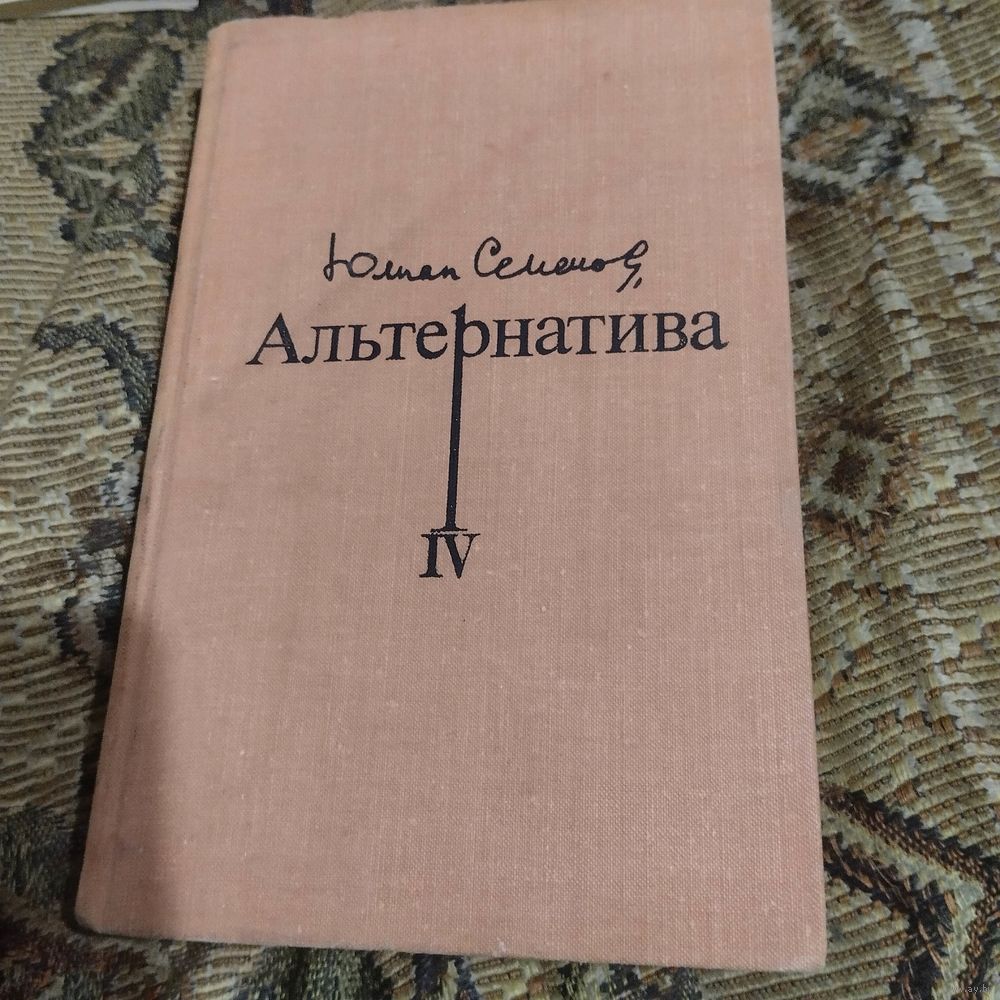 Юлиан Семенов
Альтернатива
IV